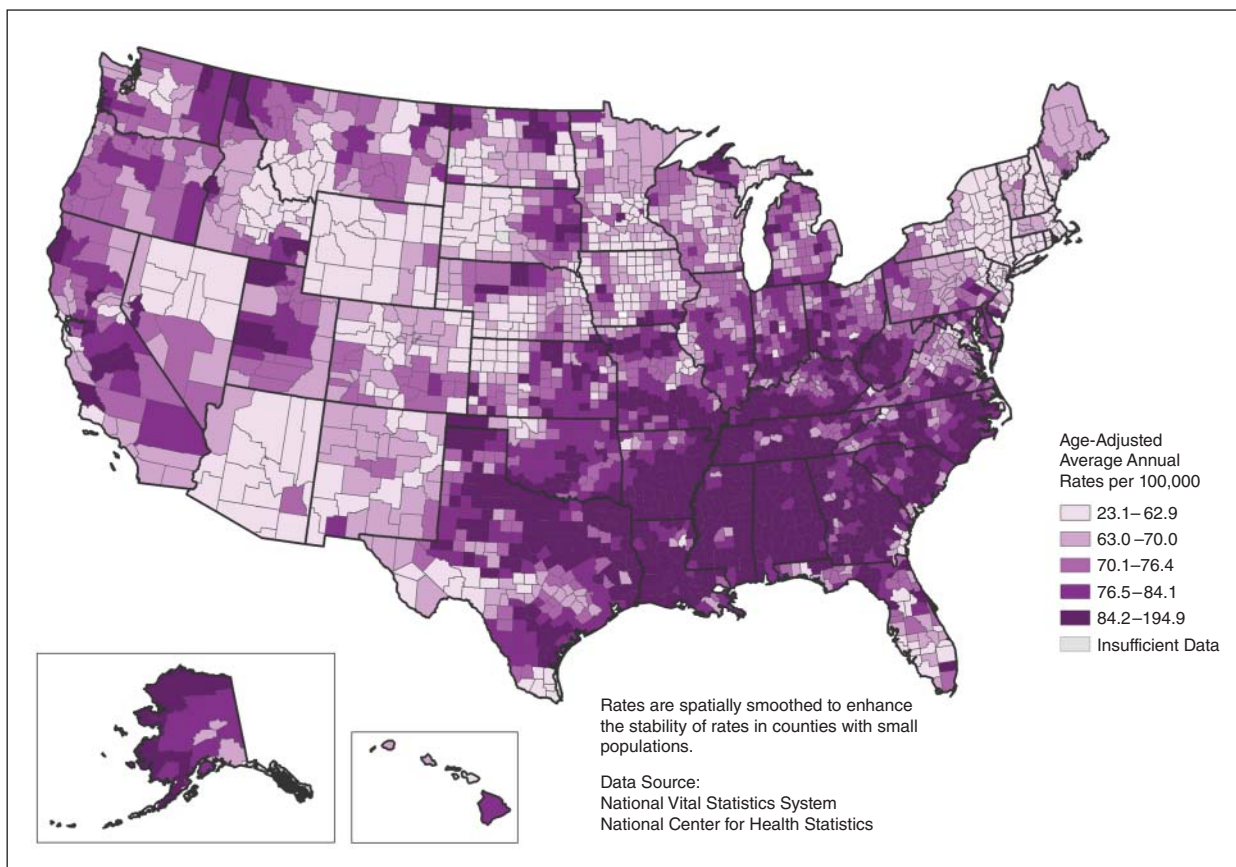 Age-Adjusted
Average Annual
Rates per 100,000
23.1–62.9
63.0–70.0
70.1–76.4
76.5–84.1
84.2–194.9
Insufficient Data
Rates are spatially smoothed to enhance
the stability of rates in counties with small
populations.
Data Source:
National Vital Statistics System
National Center for Health Statistics